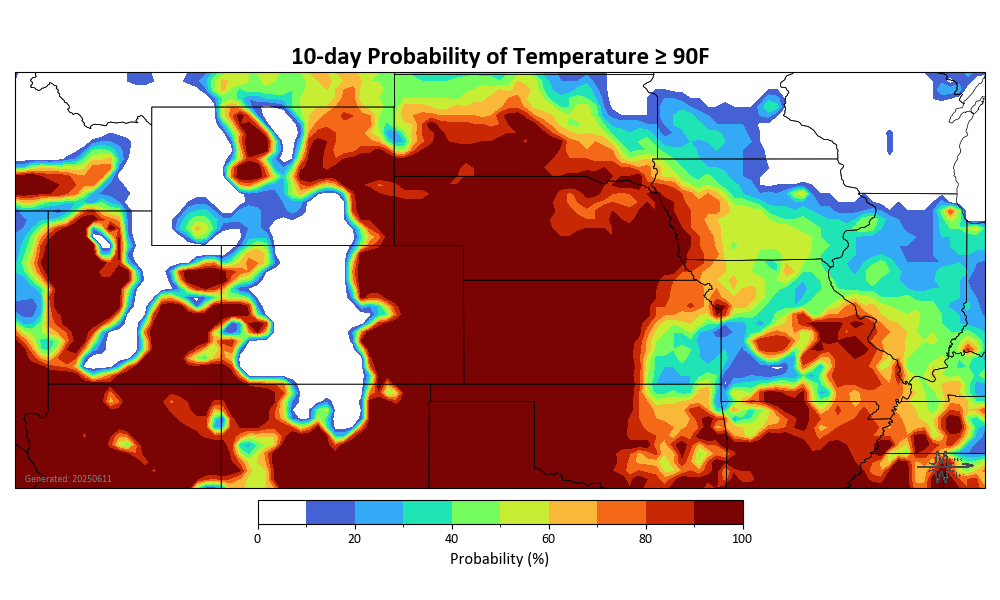 10-day Probability of Temperature ≥ 90F
Generated: 20250611
0 20 40 60 80 100
Probability (%)